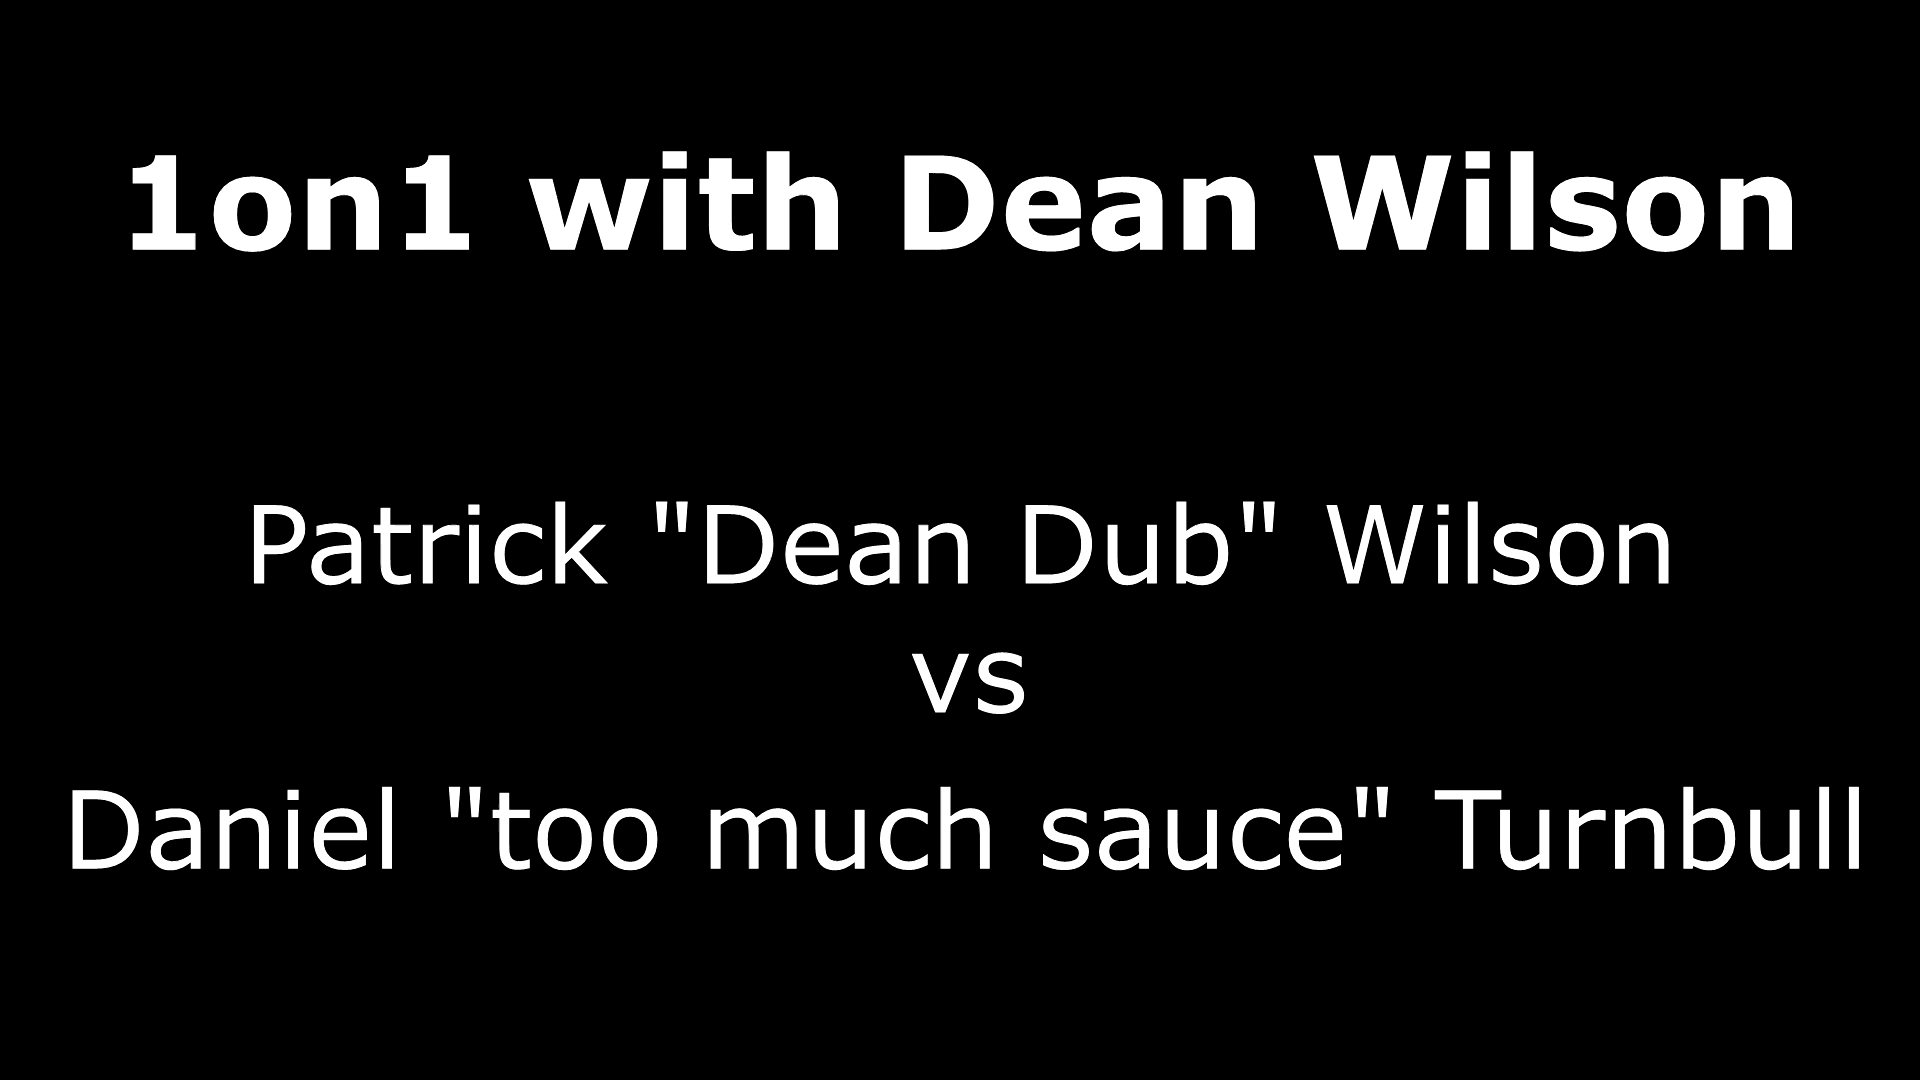 1on1 with Dean Wilson
Patrick "Dean Dub" Wilson
vs
Daniel "too much sauce" Turnbull